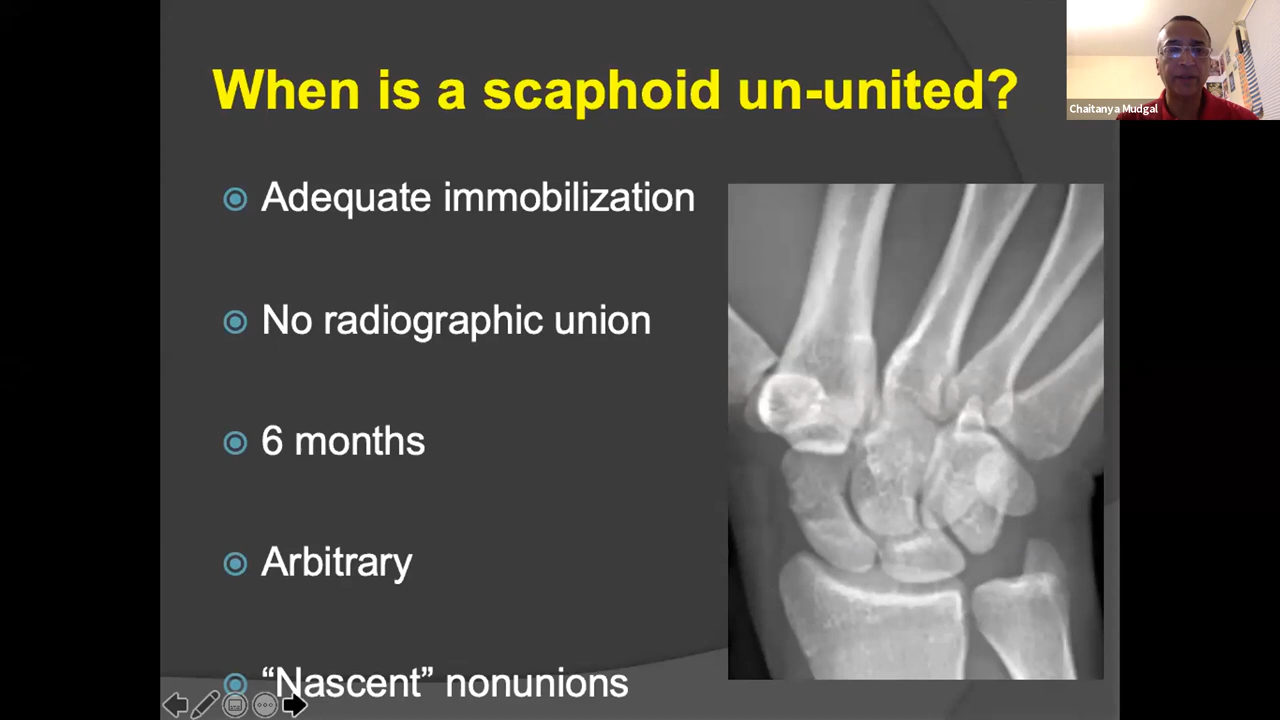 When is a scaphoid un-united?
Chaitanya Mudgal
Adequate immobilization
No radiographic union
6 months
Arbitrary
“Nascent” nonunions